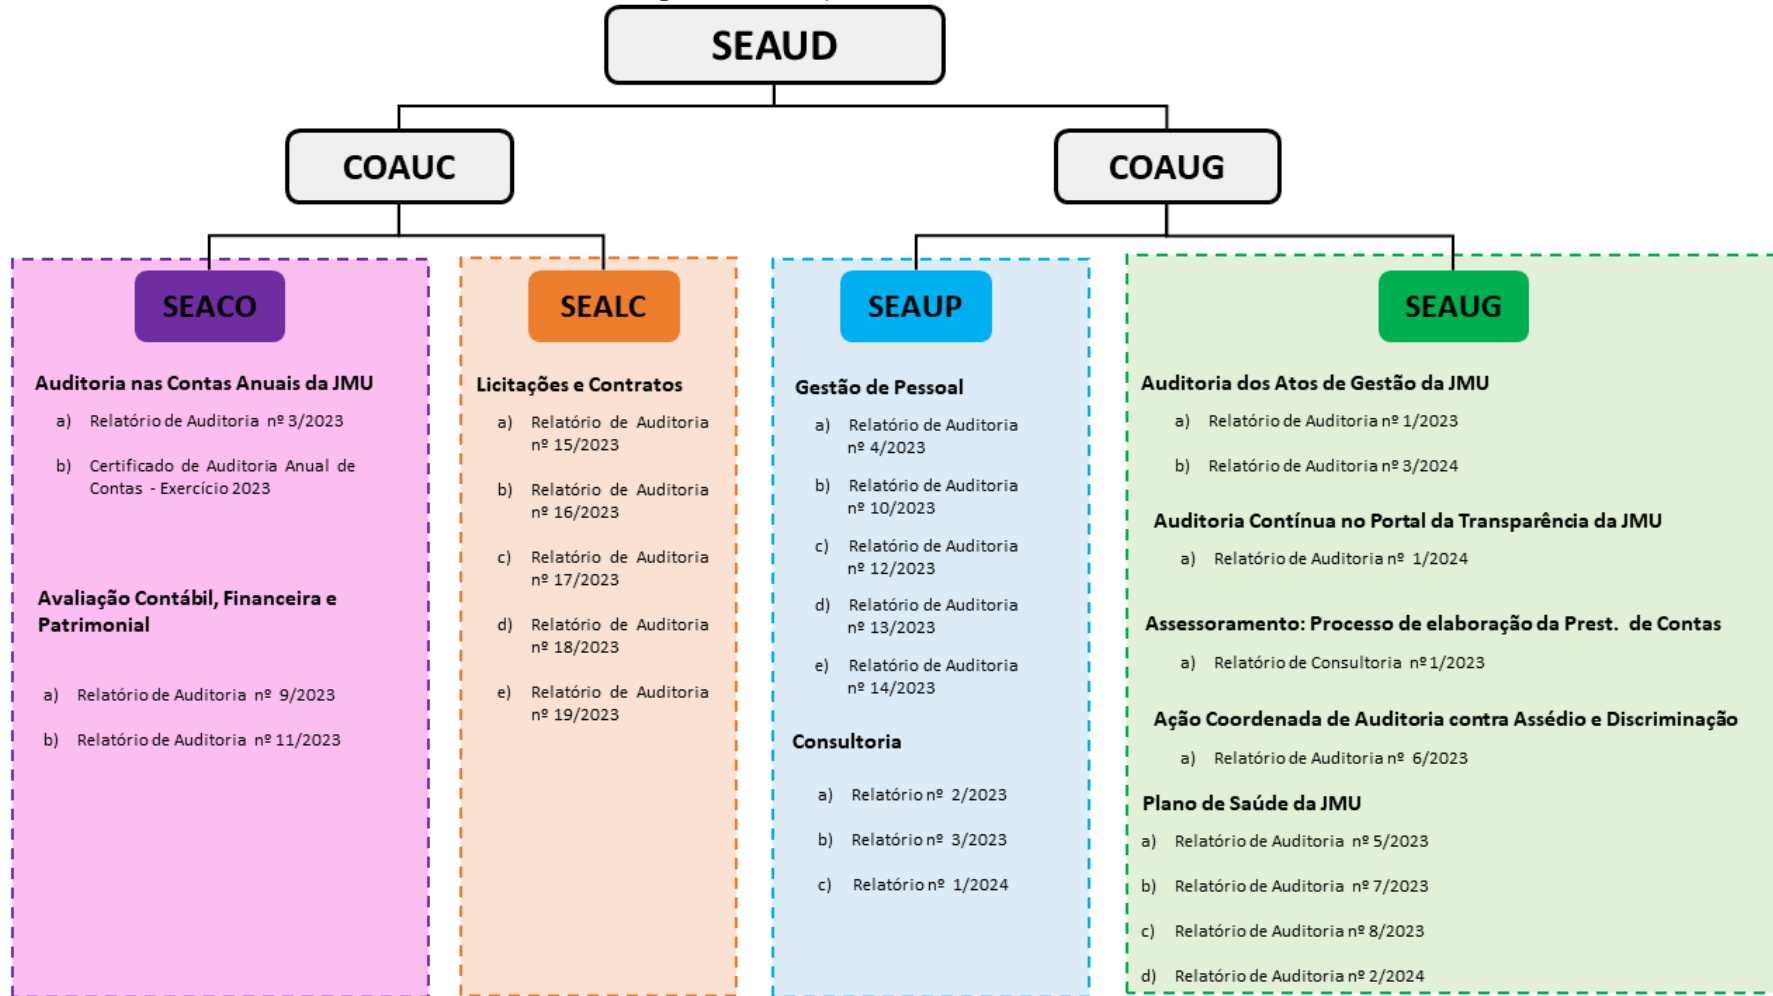 SEAUD
COAUC
COAUG
SEACO
Auditoria nas Contas Anuais da JMU
a) Relatório de Auditoria nº 3/2023
b) Certificado de Auditoria Anual de
Contas - Exercício 2023
Avaliação Contábil, Financeira e
Patrimonial
a) Relatório de Auditoria nº 9/2023
b) Relatório de Auditoria nº 11/2023
SEALC
Licitações e Contratos
a) Relatório de Auditoria
nº 15/2023
b) Relatório de Auditoria
nº 16/2023
c) Relatório de Auditoria
nº 17/2023
d) Relatório de Auditoria
nº 18/2023
e) Relatório de Auditoria
nº 19/2023
SEAUP
Gestão de Pessoal
a) Relatório de Auditoria
nº 4/2023
b) Relatório de Auditoria
nº 10/2023
c) Relatório de Auditoria
nº 12/2023
d) Relatório de Auditoria
nº 13/2023
e) Relatório de Auditoria
nº 14/2023
Consultoria
a) Relatório nº 2/2023
b) Relatório nº 3/2023
c) Relatório nº 1/2024
SEAUG
Auditoria dos Atos de Gestão da JMU
a) Relatório de Auditoria nº 1/2023
b) Relatório de Auditoria nº 3/2024
Auditoria Contínua no Portal da Transparência da JMU
a) Relatório de Auditoria nº 1/2024
Assessoramento: Processo de elaboração da Prest. de Contas
a) Relatório de Consultoria nº 1/2023
Ação Coordenada de Auditoria contra Assédio e Discriminação
a) Relatório de Auditoria nº 6/2023
Plano de Saúde da JMU
a) Relatório de Auditoria nº 5/2023
b) Relatório de Auditoria nº 7/2023
c) Relatório de Auditoria nº 8/2023
d) Relatório de Auditoria nº 2/2024